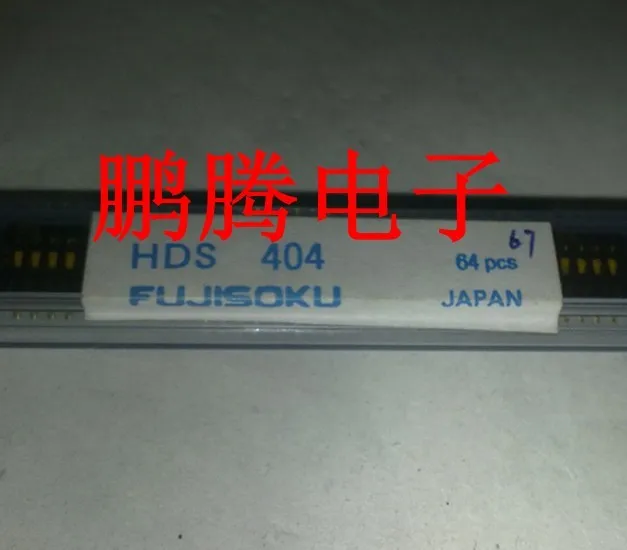 鹏腾电子
67
HDS 404 64 pcs
FUJISOKU JAPAN